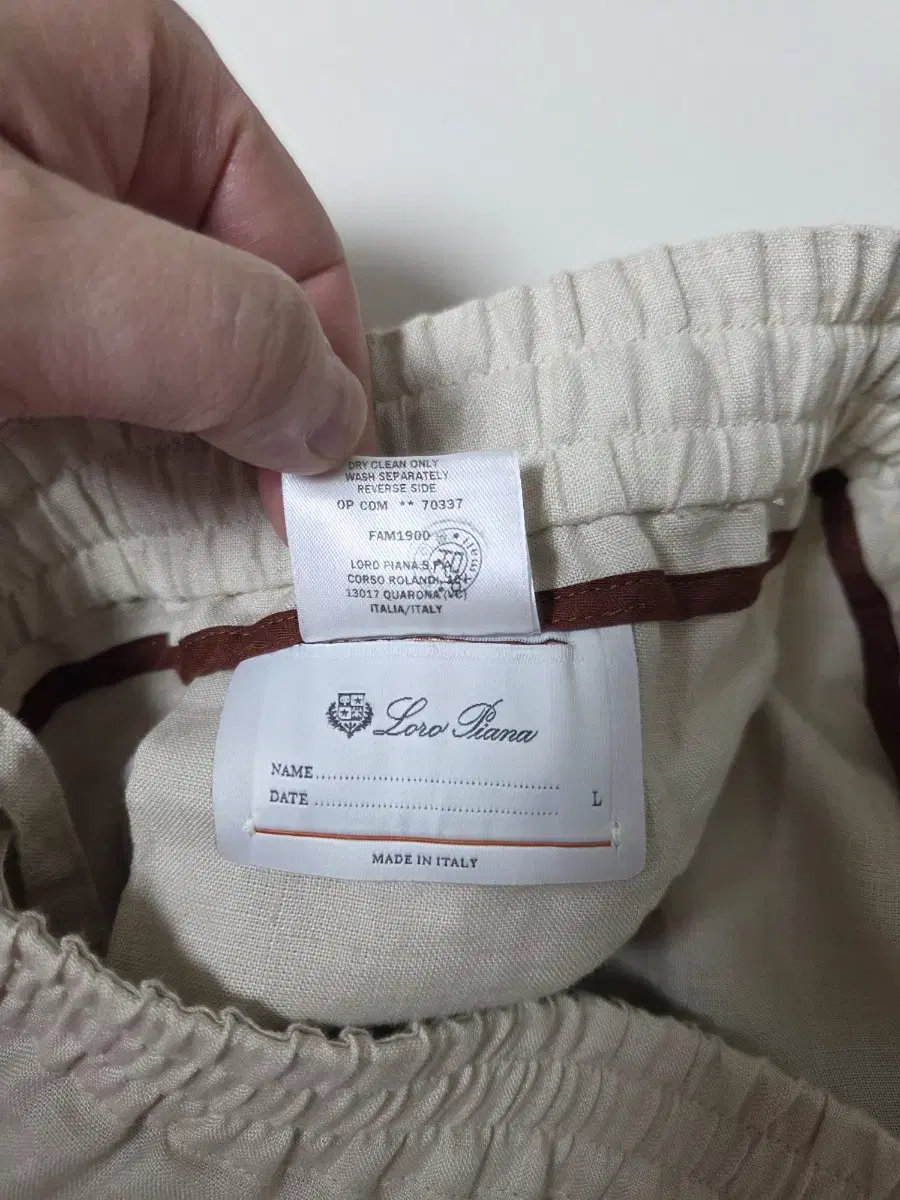 DRY CLEAN ONLY
WASH SEPARATELY
REVERSE SIDE
OP COM ** 70337
FAM1900
LORO PIANA S.P.A.
CORSO ROLANDI,
13017 QUARONA (VC)
ITALIA/ITALY
Loro Piana
NAME
DATE L
MADE IN ITALY